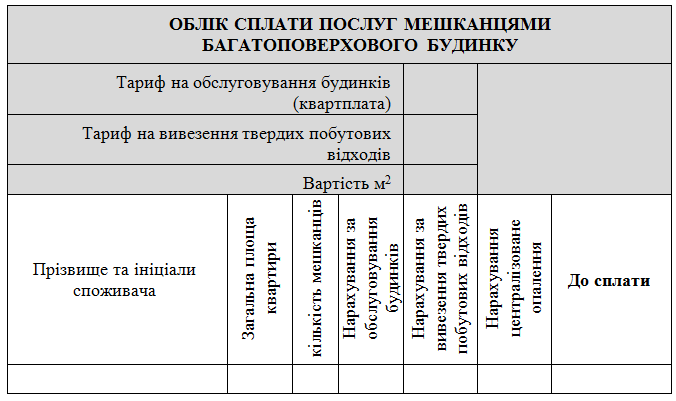 ОБЛІК СПЛАТИ ПОСЛУГ МЕШКАНЦЯМИ
БАГАТОПОВЕРХОВОГО БУДИНКУ
Тариф на обслуговування будинків
(квартплата)
Тариф на вивезення твердих побутових
відходів
Вартість м²
Прізвище та ініціали
споживача
Загальна площа
квартири
кількість мешканців
Нарахування за
обслуговування
будинків
Нарахування за
вивезення твердих
побутових відходів
Нарахування
централізоване
опалення
До сплати